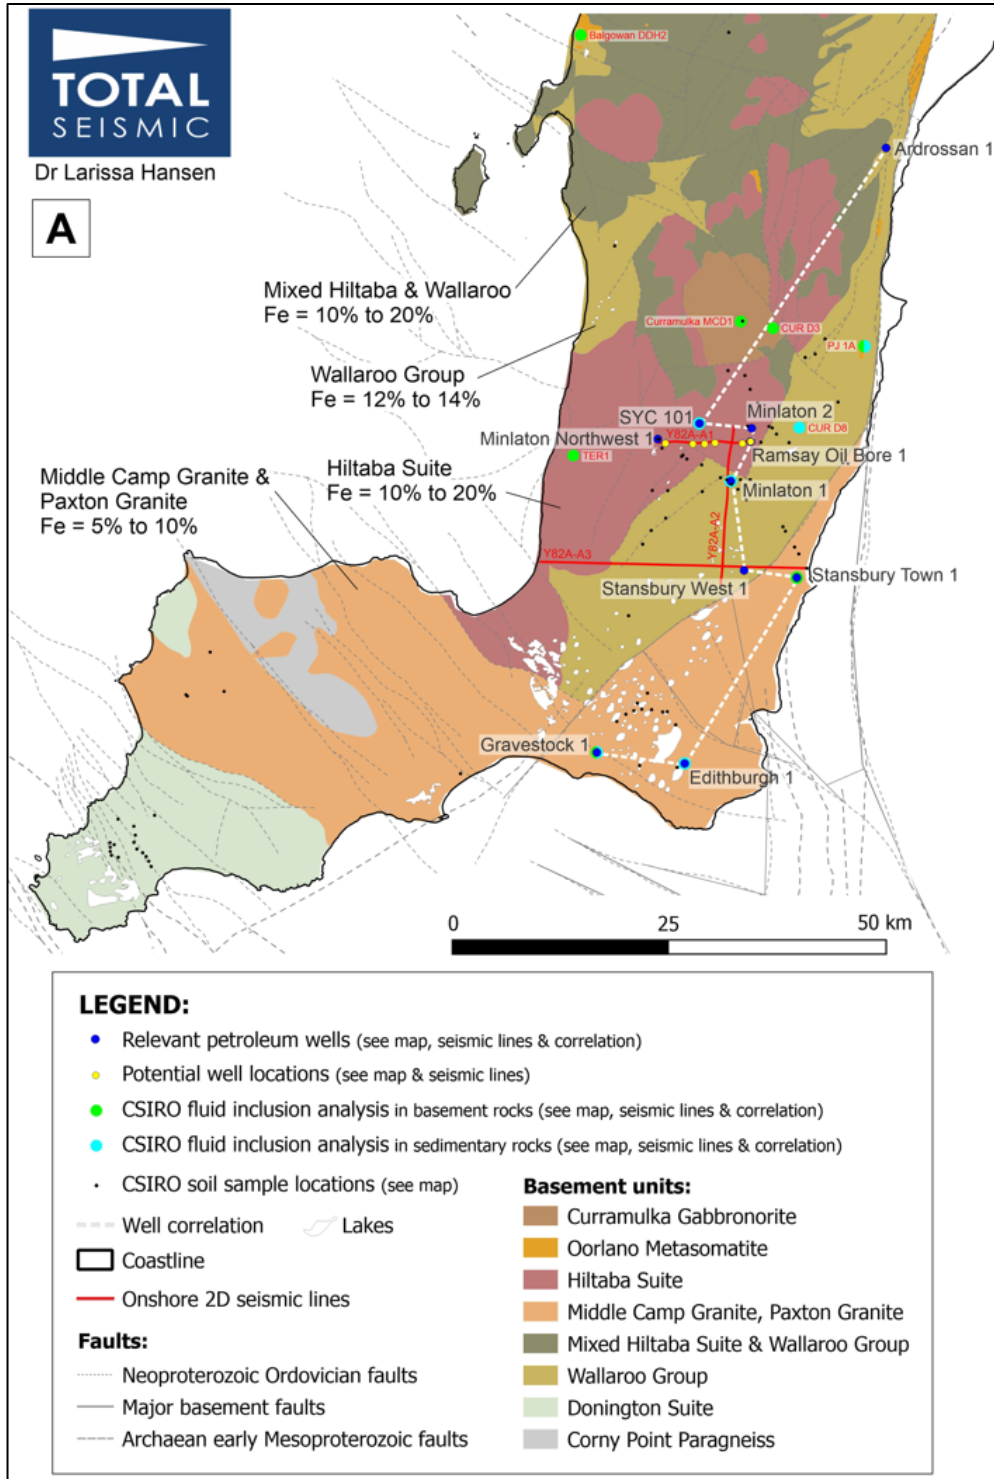 TOTAL
SEISMIC
Dr Larissa Hansen
A
Balgowan DDH2
Ardrossan 1
Mixed Hiltaba & Wallaroo
Fe = 10% to 20%
Curramulka MCD1
CUR D3
PJ 1A
Wallaroo Group
Fe = 12% to 14%
SYC 101
Minlaton 2
CUR D8
Minlaton Northwest 1
Y82A-A1
Ramsay Oil Bore 1
TER1
Middle Camp Granite &
Paxton Granite
Fe = 5% to 10%
Hiltaba Suite
Fe = 10% to 20%
Minlaton 1
Y82A-A2
Y82A-A3
Stansbury West 1
Stansbury Town 1
Gravestock 1
Edithburgh 1
0 25 50 km
LEGEND:
Relevant petroleum wells (see map, seismic lines & correlation)
Potential well locations (see map & seismic lines)
CSIRO fluid inclusion analysis in basement rocks (see map, seismic lines & correlation)
CSIRO fluid inclusion analysis in sedimentary rocks (see map, seismic lines & correlation)
CSIRO soil sample locations (see map)
Well correlation
Lakes
Coastline
Onshore 2D seismic lines
Faults:
Neoproterozoic Ordovician faults
Major basement faults
Archaean early Mesoproterozoic faults
Basement units:
Curramulka Gabbronorite
Oorlano Metasomatite
Hiltaba Suite
Middle Camp Granite, Paxton Granite
Mixed Hiltaba Suite & Wallaroo Group
Wallaroo Group
Donington Suite
Corny Point Paragneiss